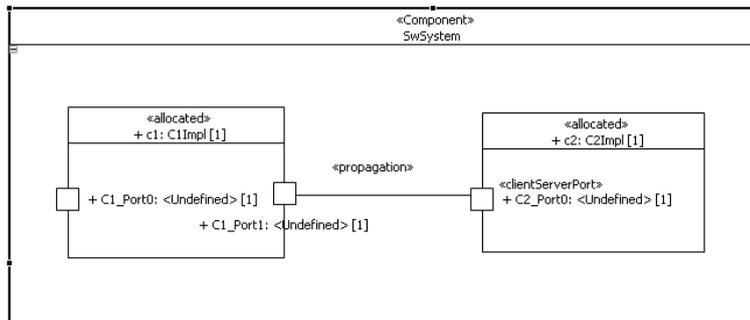 «Component»
SwSystem
«allocated»
+ c1: C1Impl [1]
«allocated»
+ c2: C2Impl [1]
«propagation»
«clientServerPort»
+ C1_Port0: <Undefined> [1]
+ C2_Port0: <Undefined> [1]
+ C1_Port1: <Undefined> [1]